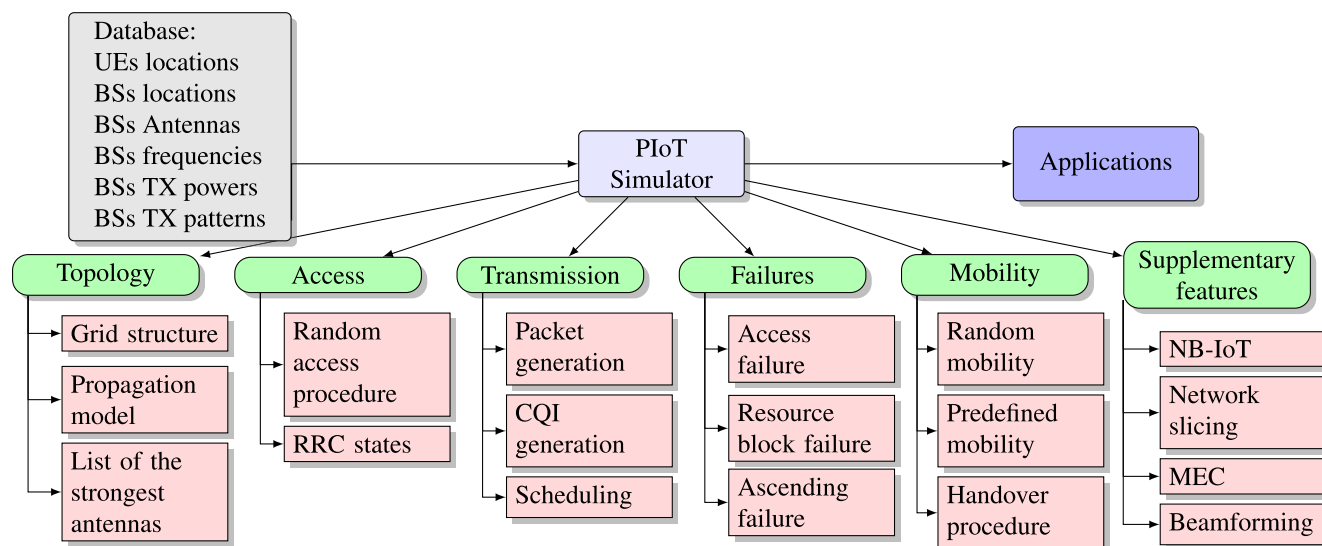 Database:
UEs locations
BSs locations
BSs Antennas
BSs frequencies
BSs TX powers
BSs TX patterns
PIoT
Simulator
Applications
Topology
Grid structure
Propagation
model
List of the
strongest
antennas
Access
Random
access
procedure
RRC states
Transmission
Packet
generation
CQI
generation
Scheduling
Failures
Access
failure
Resource
block failure
Ascending
failure
Mobility
Random
mobility
Predefined
mobility
Handover
procedure
Supplementary
features
NB-IoT
Network
slicing
MEC
Beamforming